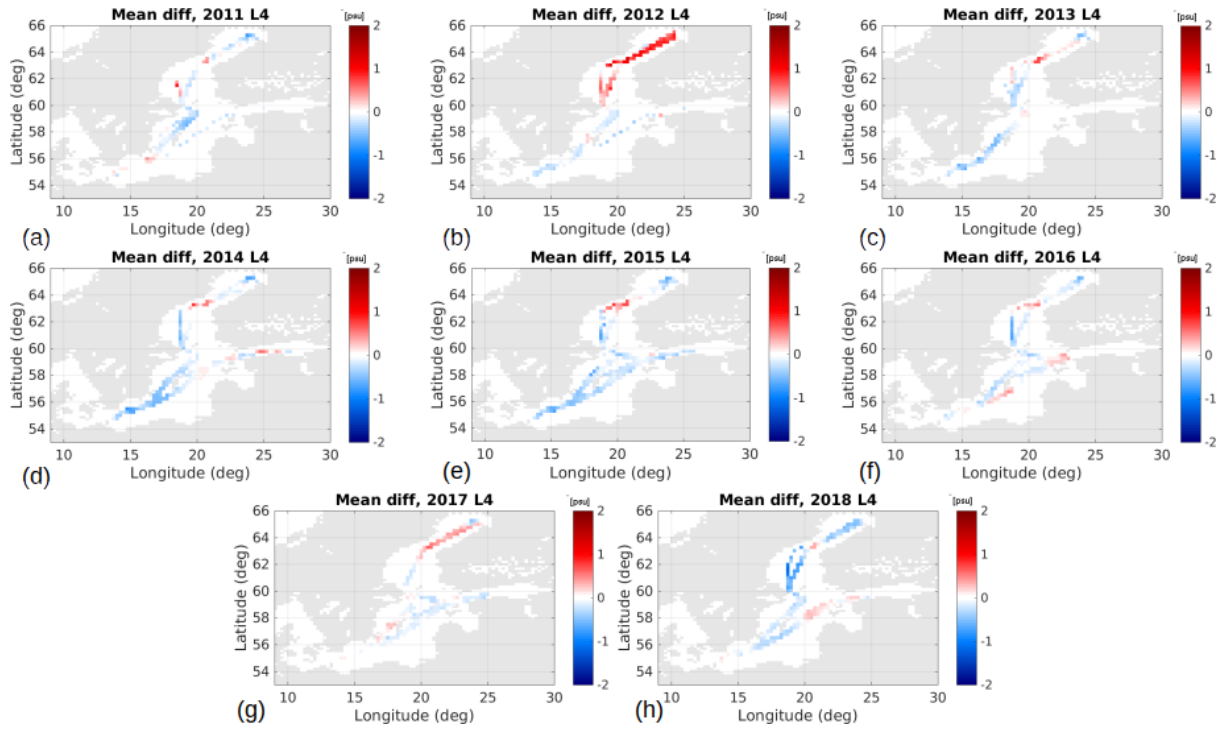 Mean diff, 2011 L4
[psu]
66
64
62
60
58
56
54
10 15 20 25 30
2
1
0
-1
-2
Latitude (deg)
Longitude (deg)
(a)
Mean diff, 2012 L4
[psu]
66
64
62
60
58
56
54
10 15 20 25 30
2
1
0
-1
-2
Latitude (deg)
Longitude (deg)
(b)
Mean diff, 2013 L4
[psu]
66
64
62
60
58
56
54
10 15 20 25 30
2
1
0
-1
-2
Latitude (deg)
Longitude (deg)
(c)
Mean diff, 2014 L4
[psu]
66
64
62
60
58
56
54
10 15 20 25 30
2
1
0
-1
-2
Latitude (deg)
Longitude (deg)
(d)
Mean diff, 2015 L4
[psu]
66
64
62
60
58
56
54
10 15 20 25 30
2
1
0
-1
-2
Latitude (deg)
Longitude (deg)
(e)
Mean diff, 2016 L4
[psu]
66
64
62
60
58
56
54
10 15 20 25 30
2
1
0
-1
-2
Latitude (deg)
Longitude (deg)
(f)
Mean diff, 2017 L4
[psu]
66
64
62
60
58
56
54
10 15 20 25 30
2
1
0
-1
-2
Latitude (deg)
Longitude (deg)
(g)
Mean diff, 2018 L4
[psu]
66
64
62
60
58
56
54
10 15 20 25 30
2
1
0
-1
-2
Latitude (deg)
Longitude (deg)
(h)